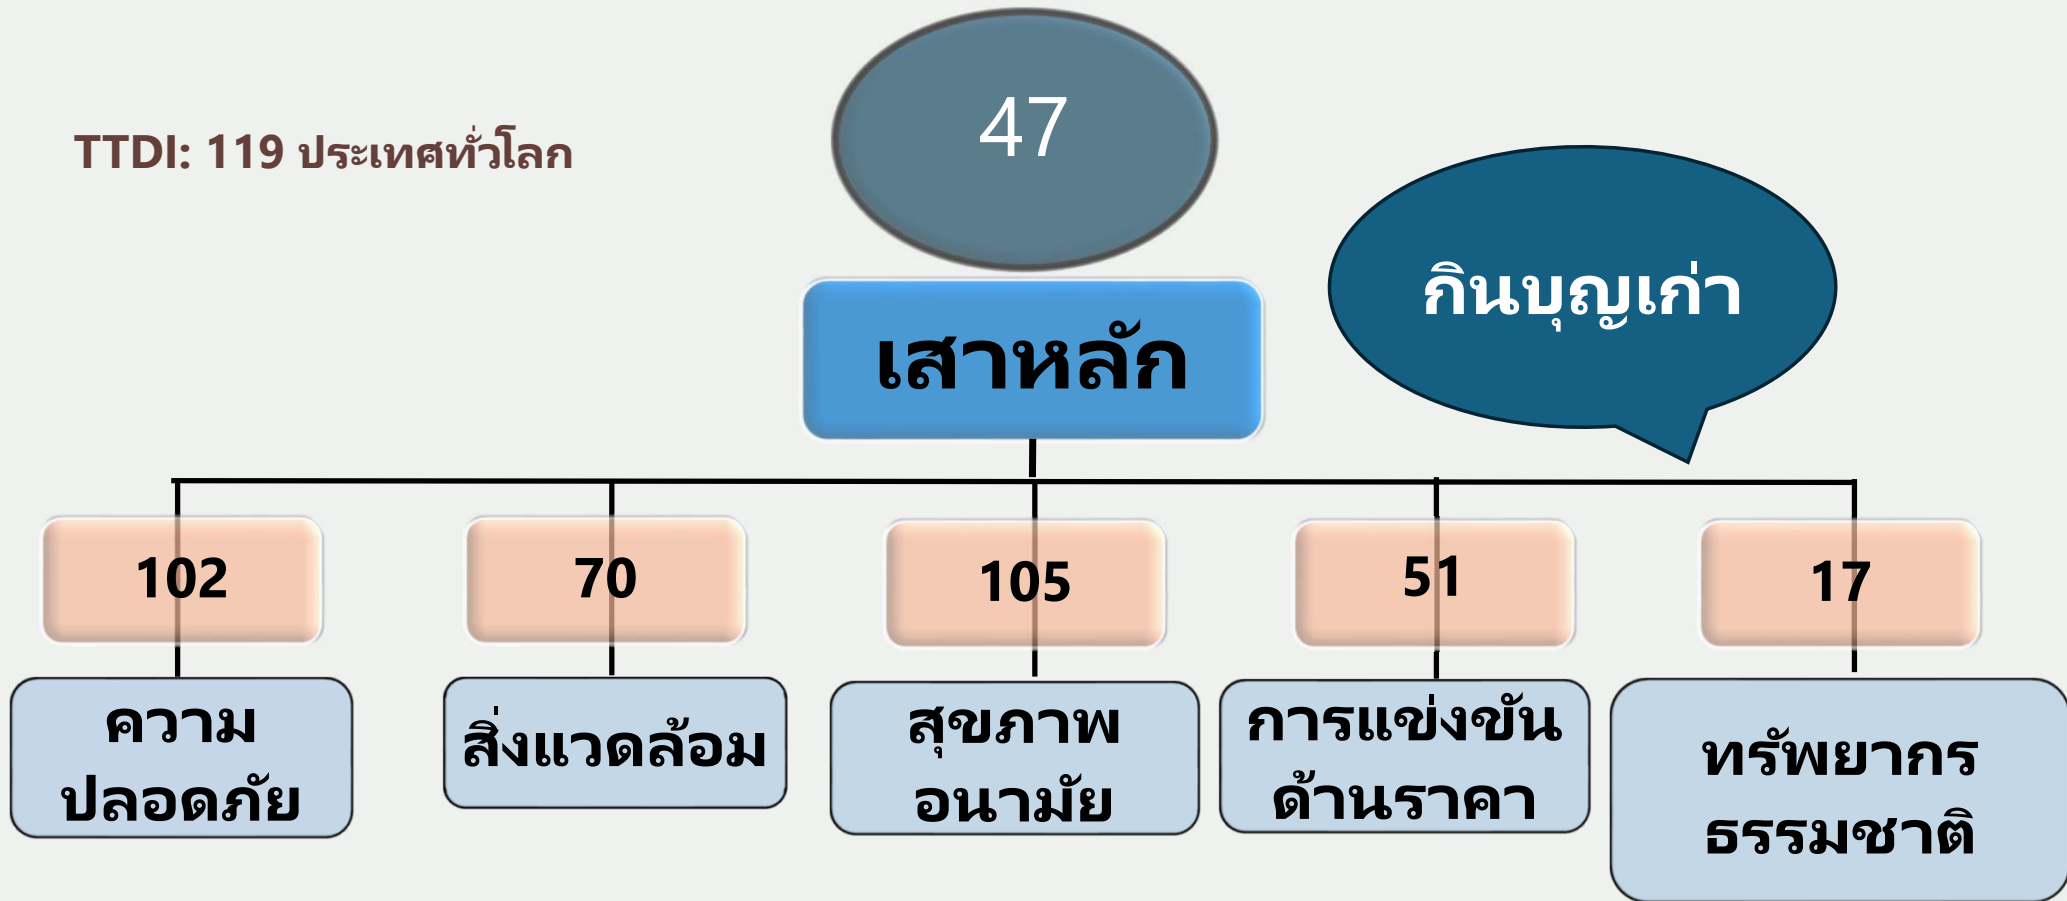 47
TTDI: 119 ประเทศทั่วโลก
กินบุญเก่า
เสาหลัก
102
70
105
51
17
ความ
ปลอดภัย
สิ่งแวดล้อม
สุขภาพ
อนามัย
การแข่งขัน
ด้านราคา
ทรัพยากร
ธรรมชาติ